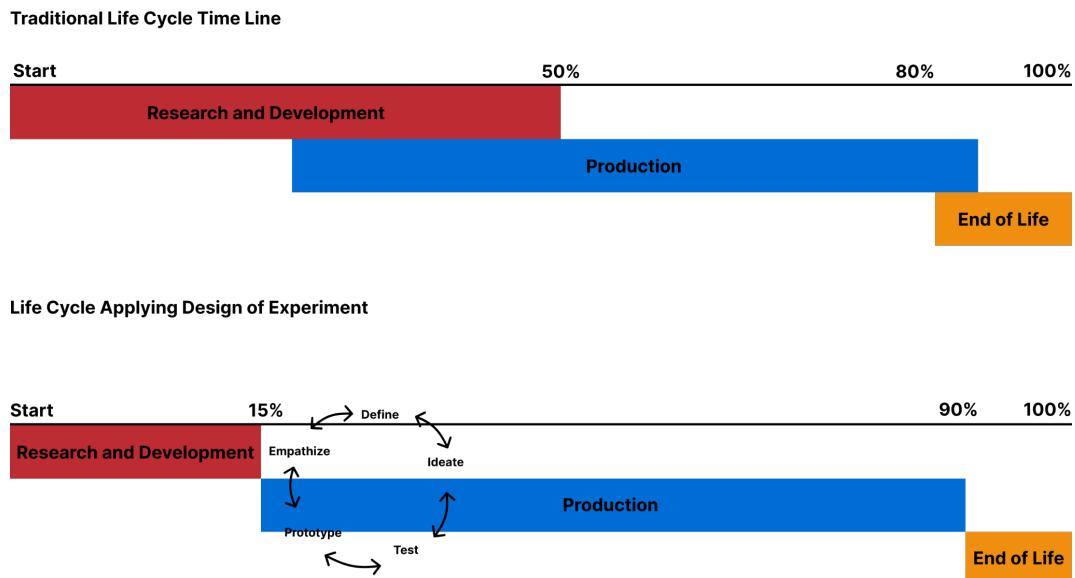 Traditional Life Cycle Time Line
Start 50% 80% 100%
Research and Development
Production
End of Life
Life Cycle Applying Design of Experiment
Start 15% Define 90% 100%
Research and Development Empathize
Ideate
Production
Prototype
Test
End of Life